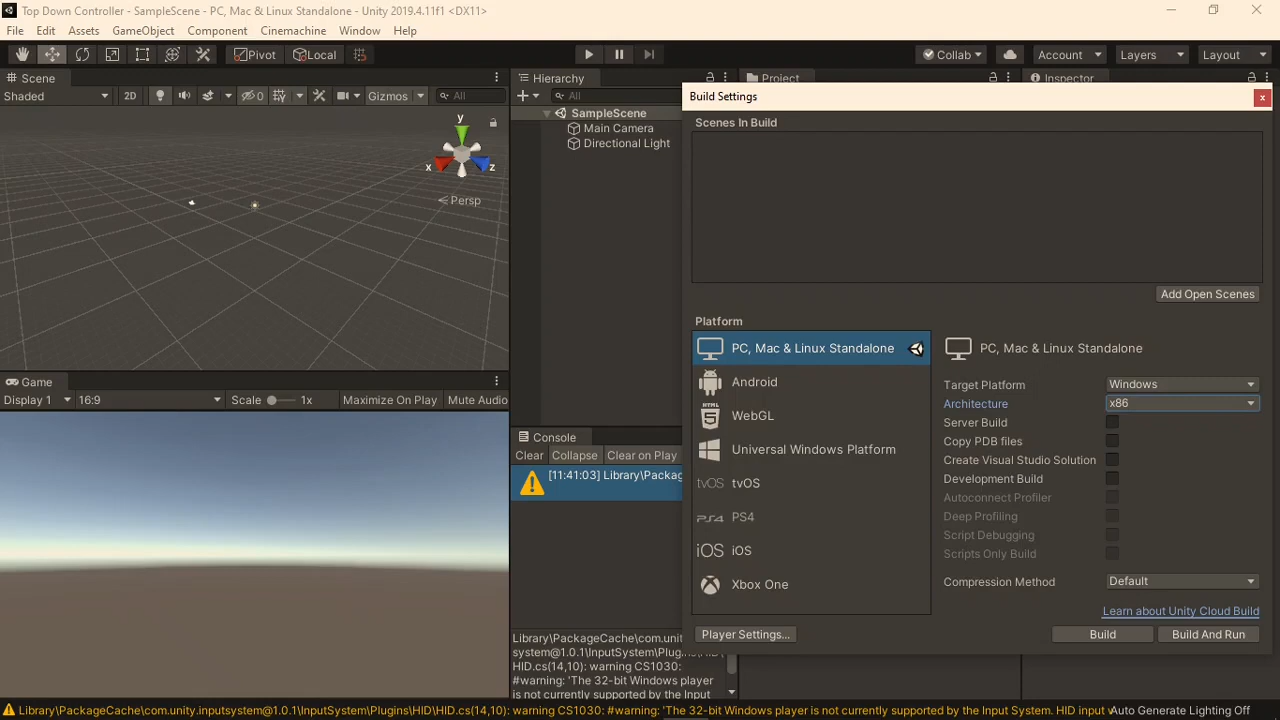 Top Down Controller - SampleScene - PC, Mac & Linux Standalone - Unity 2019.4.11f1 <DX11>
File Edit Assets GameObject Component Cinemachine Window Help
Pivot Local Collab Account Layers Layout
Scene
Shaded 2D 0 Gizmos All
y
x z
Persp
Game
Display 1 16:9 Scale 1x Maximize On Play Mute Audio
Hierarchy
All
SampleScene
Main Camera
Directional Light
Console
Clear Collapse Clear on Play
[11:41:03] Library\Packag
Library\PackageCache\com.unit
system@1.0.1\InputSystem\Plugins\HID\
HID.cs(14,10): warning CS1030:
#warning: 'The 32-bit Windows player
is not currently supported by the Input
Project
Inspector
Build Settings
Scenes In Build
Add Open Scenes
Platform
PC, Mac & Linux Standalone
Android
HTML
WebGL
Universal Windows Platform
tvOS tvOS
PS4 PS4
iOS iOS
Xbox One
PC, Mac & Linux Standalone
Target Platform Windows
Architecture x86
Server Build
Copy PDB files
Create Visual Studio Solution
Development Build
Autoconnect Profiler
Deep Profiling
Script Debugging
Scripts Only Build
Compression Method Default
Learn about Unity Cloud Build
Player Settings... Build Build And Run
Library\PackageCache\com.unity.inputsystem@1.0.1\InputSystem\Plugins\HID\HID.cs(14,10): warning CS1030: #warning: 'The 32-bit Windows player is not currently supported by the Input System. HID input Auto Generate Lighting Off